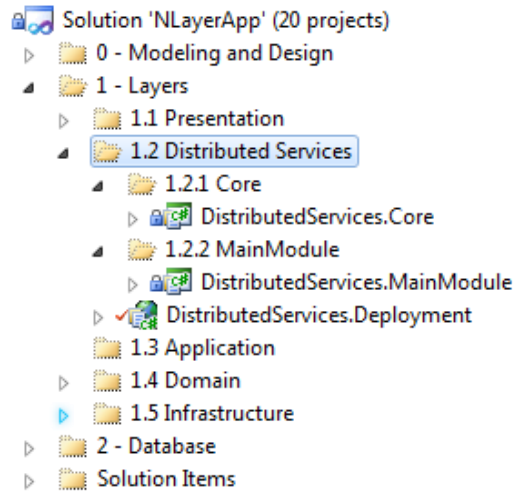 Solution 'NLayerApp' (20 projects)
0 - Modeling and Design
1 - Layers
1.1 Presentation
1.2 Distributed Services
1.2.1 Core
DistributedServices.Core
1.2.2 MainModule
DistributedServices.MainModule
DistributedServices.Deployment
1.3 Application
1.4 Domain
1.5 Infrastructure
2 - Database
Solution Items